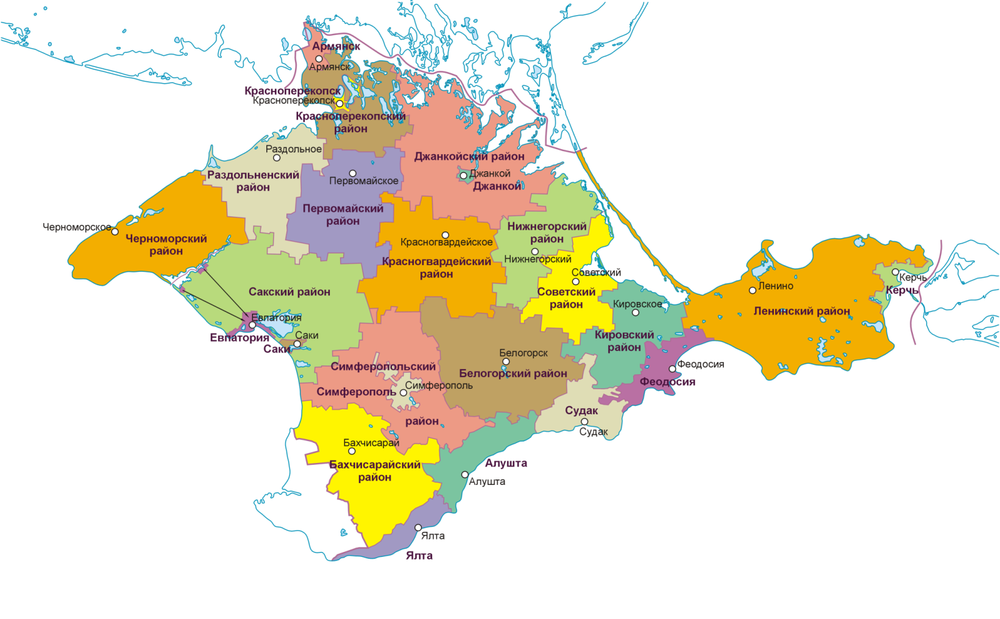 Армянск
Армянск
Красноперекопск
Красноперекопск
Красноперекопский
район
Раздольное
Раздольненский
район
Первомайское
Первомайский
район
Джанкойский район
Джанкой
Джанкой
Черноморское
Черноморский
район
Красногвардейское
Красногвардейский
район
Нижнегорский
район
Нижнегорский
Советский
Советский
район
Сакский район
Евпатория
Евпатория
Саки
Саки
Кировское
Кировский
район
Ленино
Ленинский район
Керчь
Керчь
Белогорск
Белогорский район
Феодосия
Феодосия
Симферопольский
Симферополь
Симферополь
район
Судак
Судак
Бахчисарай
Бахчисарайский
район
Алушта
Алушта
Ялта
Ялта